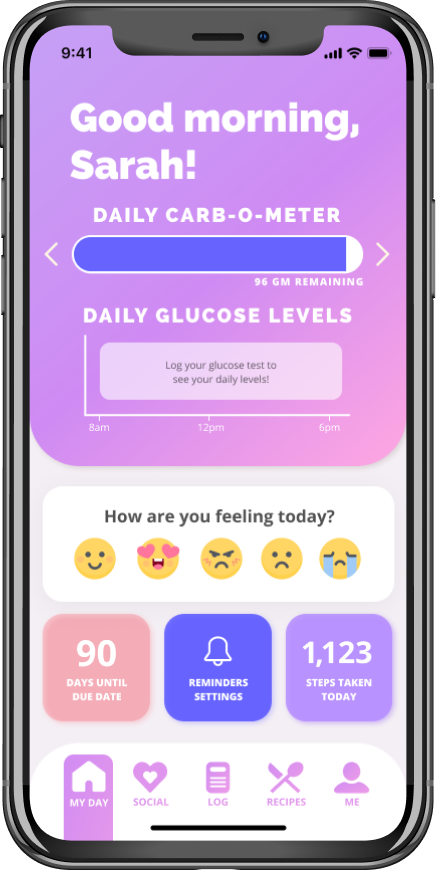 9:41
Good morning,
Sarah!
DAILY CARB-O-METER
96 GM REMAINING
DAILY GLUCOSE LEVELS
Log your glucose test to
see your daily levels!
8am 12pm 6pm
How are you feeling today?
90
DAYS UNTIL
DUE DATE
REMINDERS
SETTINGS
1,123
STEPS TAKEN
TODAY
MY DAY SOCIAL LOG RECIPES ME